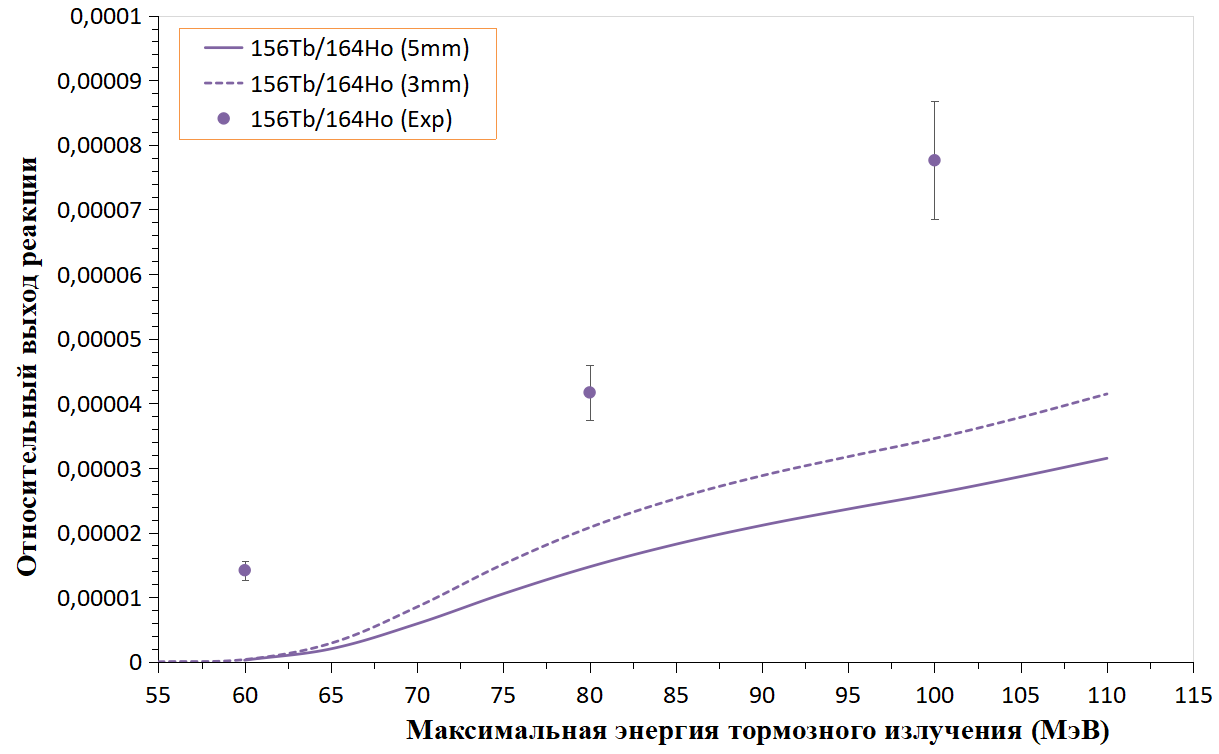 0,0001
0,00009
0,00008
0,00007
0,00006
0,00005
0,00004
0,00003
0,00002
0,00001
0
156Tb/164Ho (5mm)
156Tb/164Ho (3mm)
156Tb/164Ho (Exp)
Относительный выход реакции
55 60 65 70 75 80 85 90 95 100 105 110 115
Максимальная энергия тормозного излучения (МэВ)